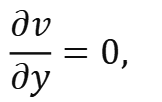 ∂v/∂y = 0,